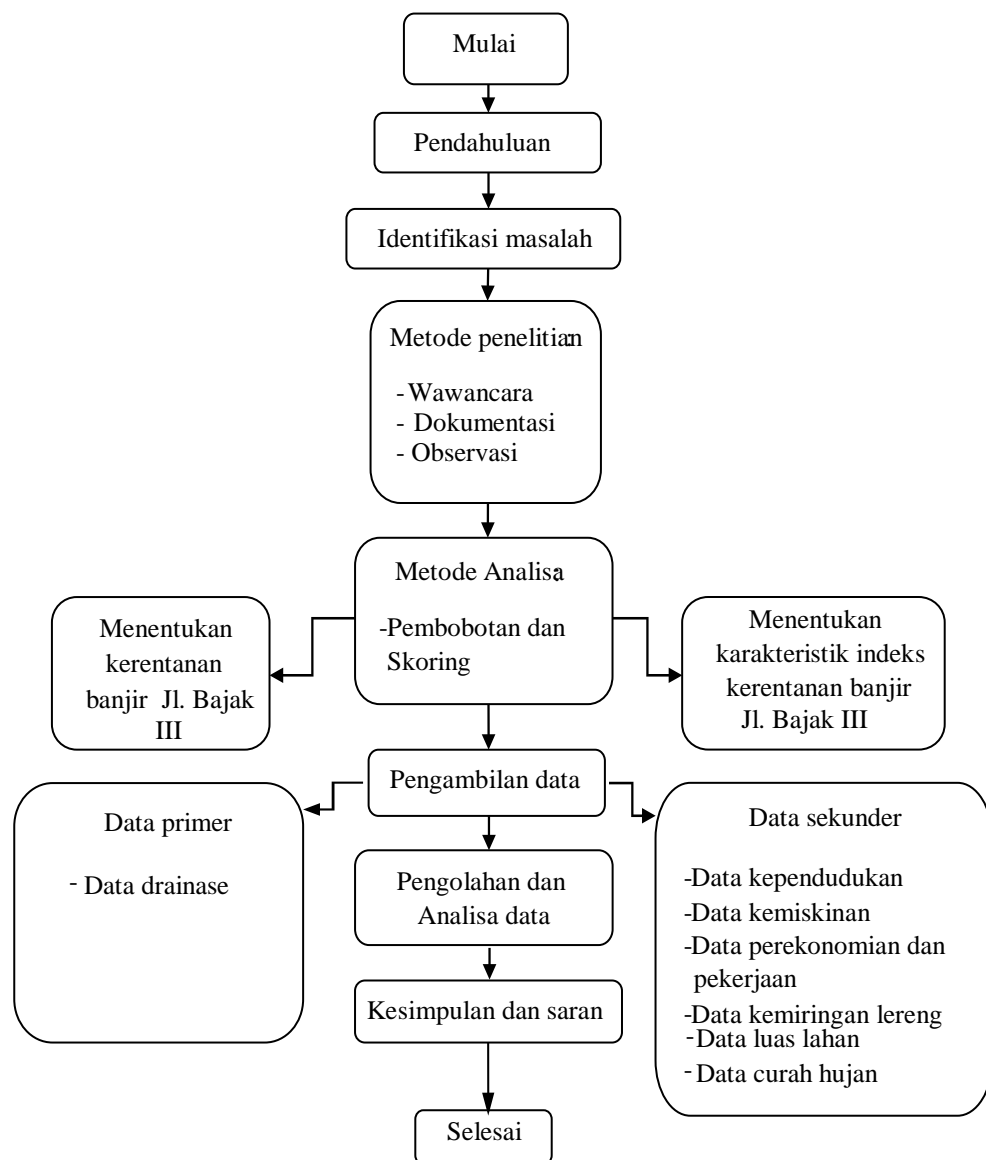 Mulai
Pendahuluan
Identifikasi masalah
Metode penelitian:
- Wawancara
- Dokumentasi
- Observasi
Metode Analisa:
-Pembobotan dan
Skoring
Menentukan
kerentanan
banjir Jl. Bajak
III
Menentukan
karakteristik indeks
kerentanan banjir
Jl. Bajak III
Pengambilan data
Data primer
- Data drainase
Data sekunder
-Data kependudukan
-Data kemiskinan
-Data perekonomian dan
pekerjaan
-Data kemiringan lereng
- Data luas lahan
- Data curah hujan
Pengolahan dan
Analisa data
Kesimpulan dan saran
Selesai